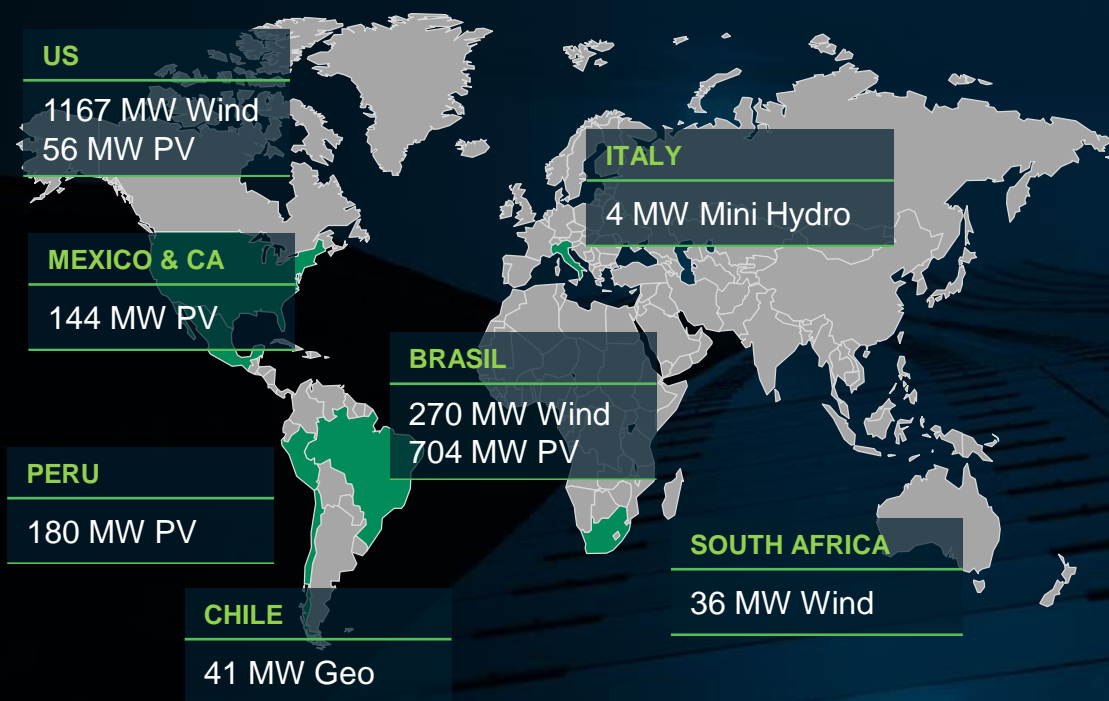 US
1167 MW Wind
56 MW PV
ITALY
4 MW Mini Hydro
MEXICO & CA
144 MW PV
BRASIL
270 MW Wind
704 MW PV
PERU
180 MW PV
SOUTH AFRICA
36 MW Wind
CHILE
41 MW Geo